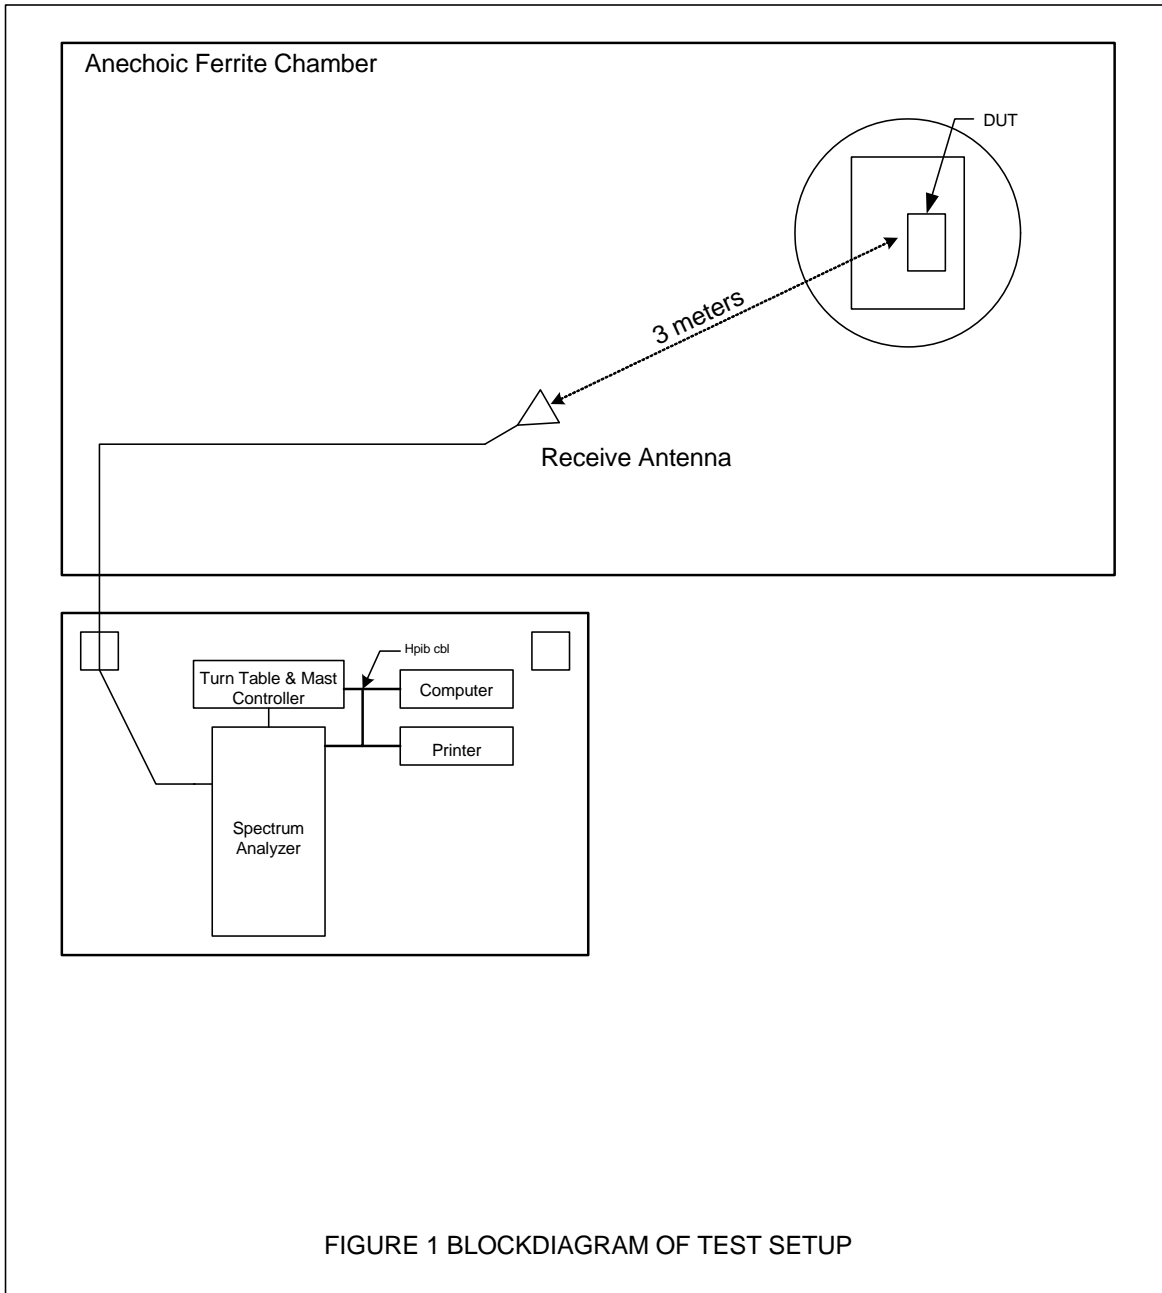 Anechoic Ferrite Chamber
DUT
3 meters
Receive Antenna
Hpib cbl
Turn Table & Mast
Controller
Computer
Printer
Spectrum
Analyzer
FIGURE 1 BLOCKDIAGRAM OF TEST SETUP